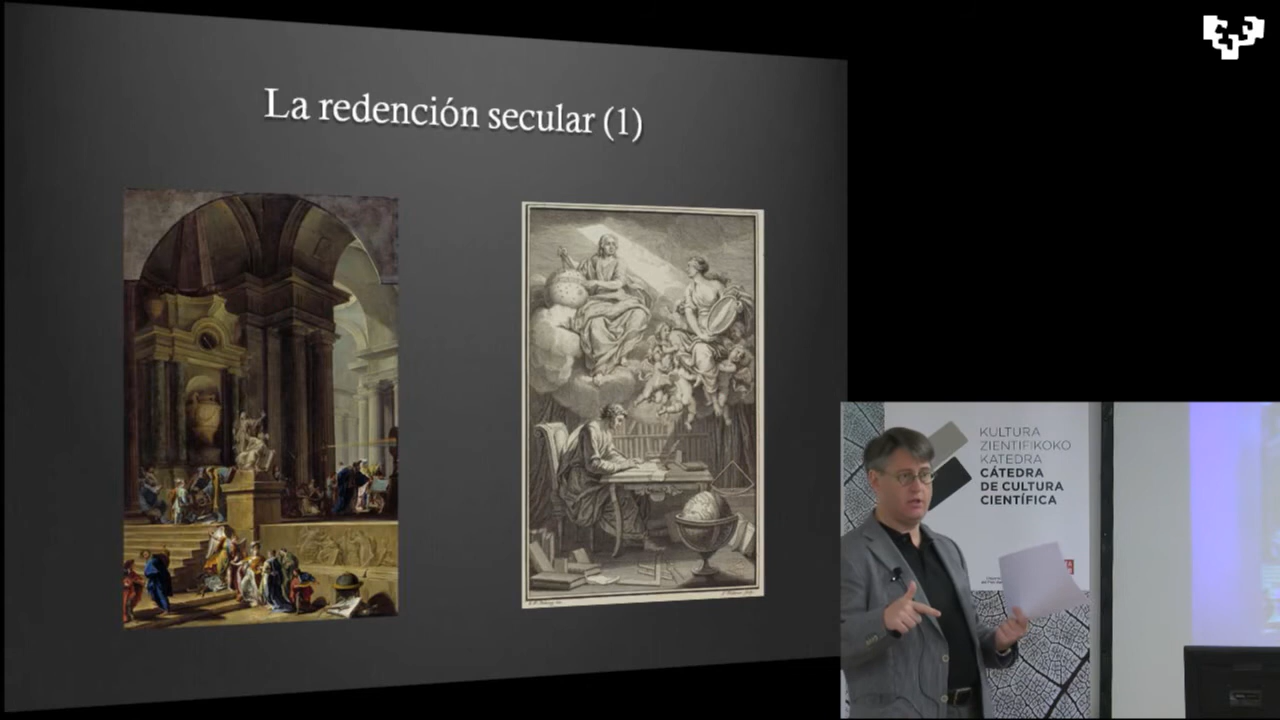 La redención secular (1)
KULTURA
ZIENTIFIKOKO
KATEDRA
CÁTEDRA
DE CULTURA
CIENTÍFICA